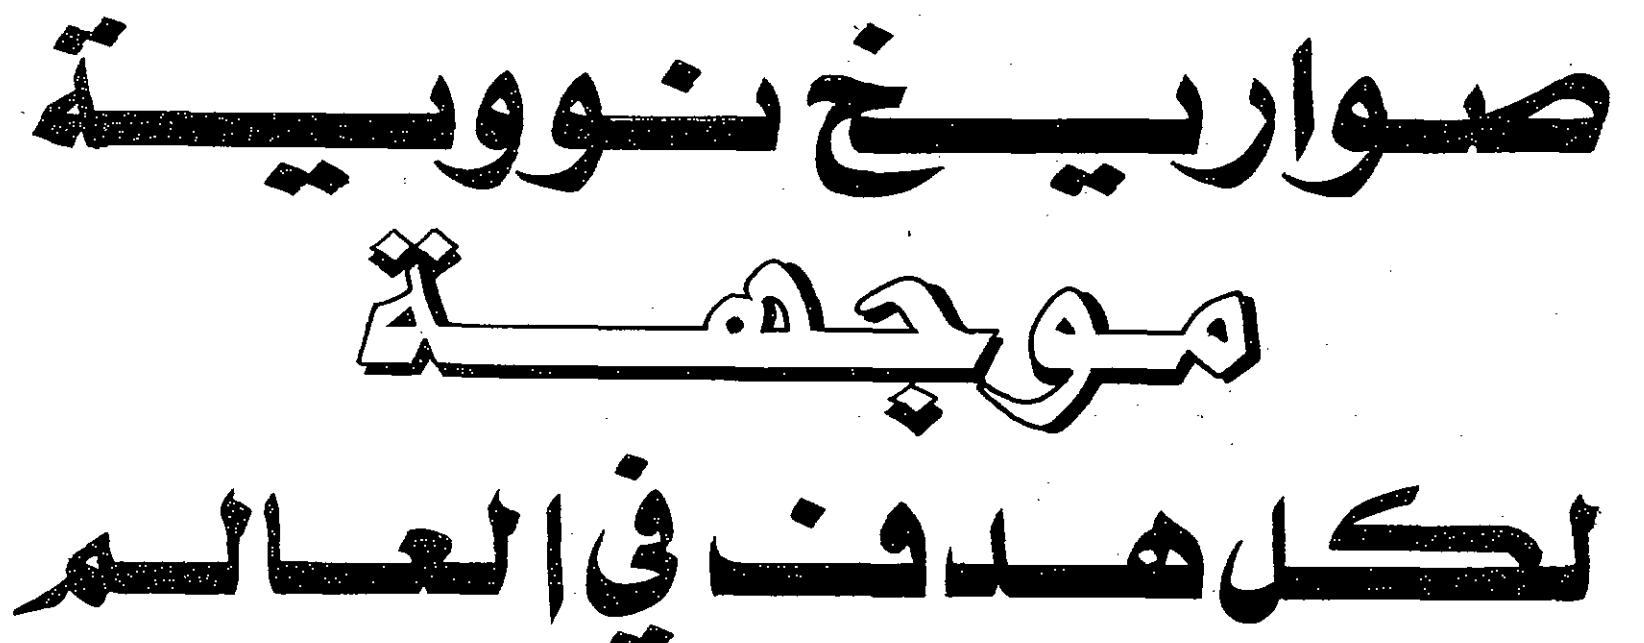 صواريخ نووية
موجهة
لكل هدف في العالم